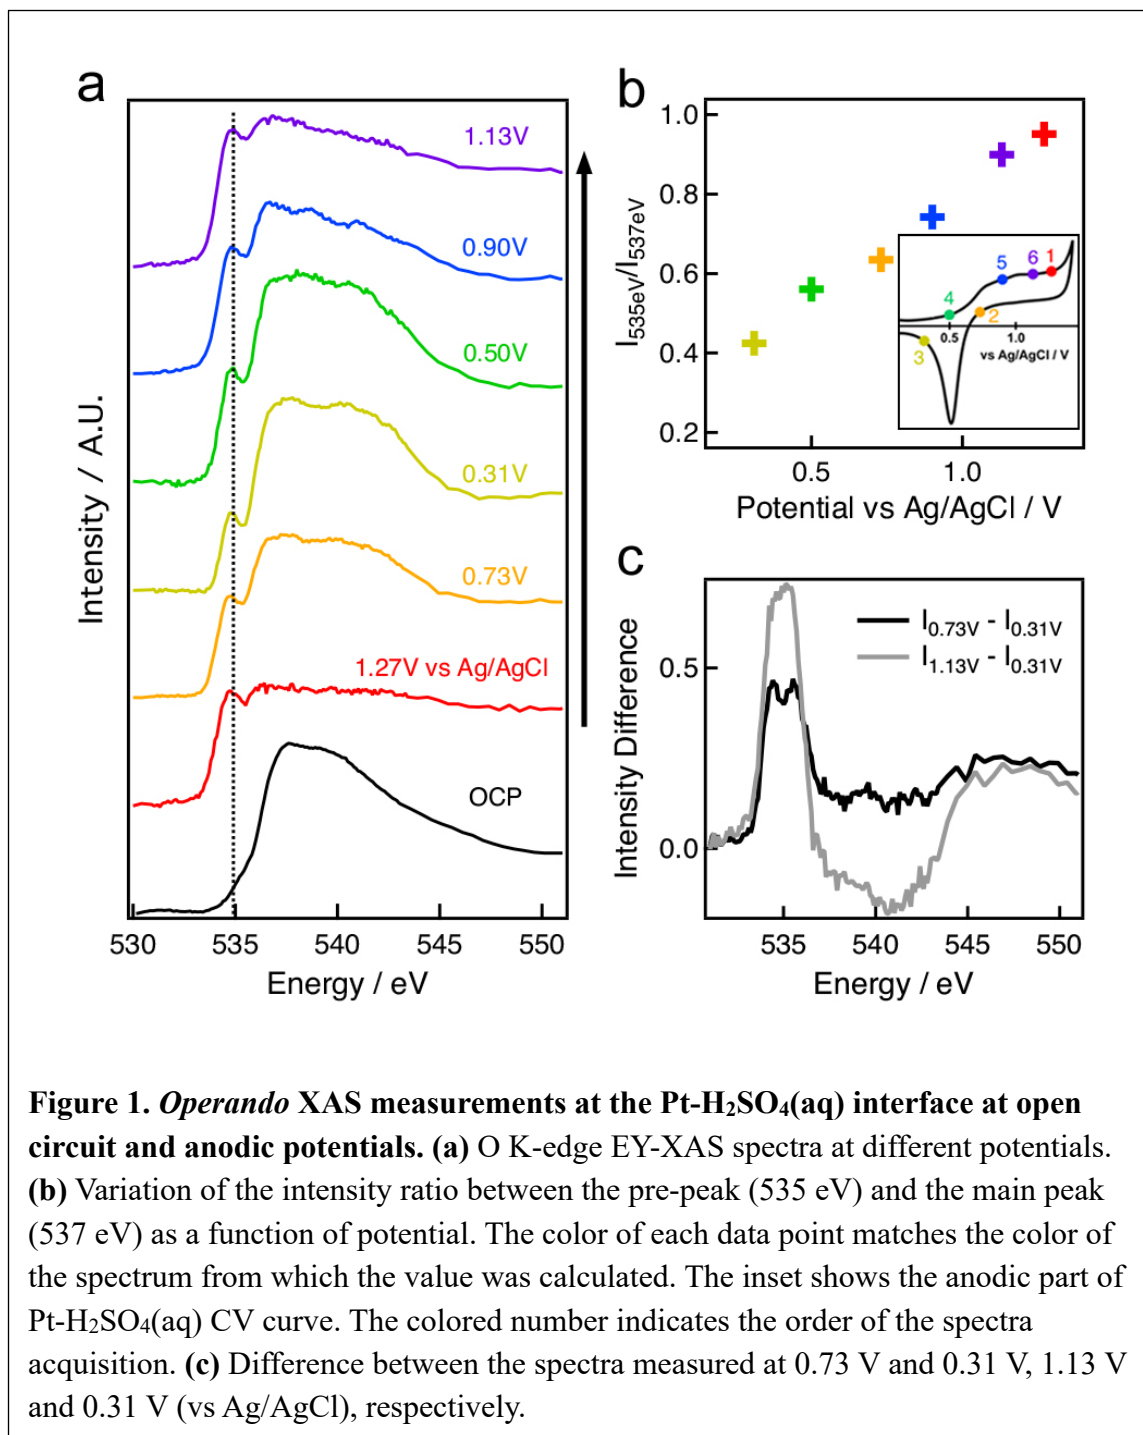 a
1.13V
0.90V
0.50V
0.31V
0.73V
1.27V vs Ag/AgCl
OCP
Intensity / A.U.
530 535 540 545 550
Energy / eV
b
1.0
0.8
0.6
0.4
0.2
I535eV/I537eV
0.5 1.0
Potential vs Ag/AgCl / V
5 6 1
4
2
3
0.5 1.0
vs Ag/AgCl / V
c
I0.73V - I0.31V
I1.13V - I0.31V
0.5
0.0
Intensity Difference
535 540 545 550
Energy / eV
Figure 1. Operando XAS measurements at the Pt-H2SO4(aq) interface at open
circuit and anodic potentials. (a) O K-edge EY-XAS spectra at different potentials.
(b) Variation of the intensity ratio between the pre-peak (535 eV) and the main peak
(537 eV) as a function of potential. The color of each data point matches the color of
the spectrum from which the value was calculated. The inset shows the anodic part of
Pt-H2SO4(aq) CV curve. The colored number indicates the order of the spectra
acquisition. (c) Difference between the spectra measured at 0.73 V and 0.31 V, 1.13 V
and 0.31 V (vs Ag/AgCl), respectively.